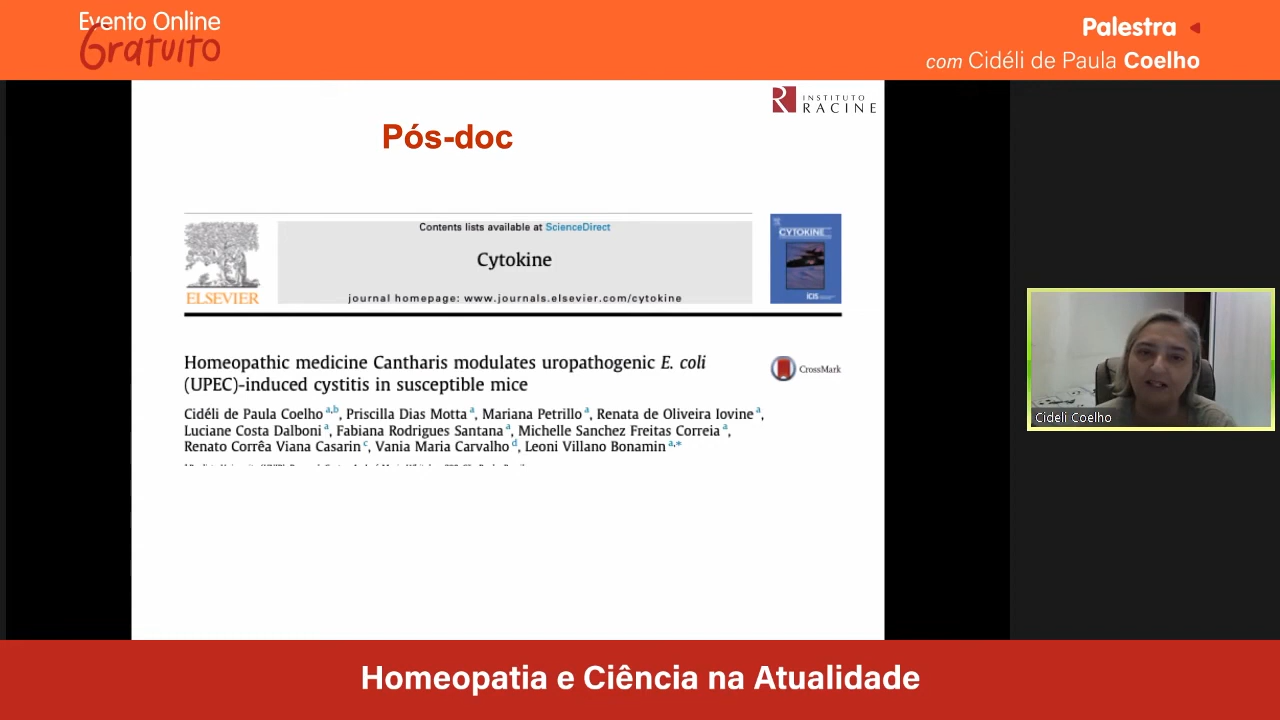 Evento Online
Gratuito
Palestra
com Cidéli de Paula Coelho
INSTITUTO
RACINE
Pós-doc
Contents lists available at ScienceDirect
Cytokine
journal homepage: www.journals.elsevier.com/cytokine
ELSEVIER
CYTOKINE
ICIS
Homeopathic medicine Cantharis modulates uropathogenic E. coli
(UPEC)-induced cystitis in susceptible mice
CrossMark
Cidéli de Paula Coelho a,b, Priscilla Dias Motta a, Mariana Petrillo a, Renata de Oliveira Iovine a,
Luciane Costa Dalboni a, Fabiana Rodrigues Santana a, Michelle Sanchez Freitas Correia a,
Renato Corrêa Viana Casarin c, Vania Maria Carvalho d, Leoni Villano Bonamin a,*
Cideli Coelho
Homeopatia e Ciência na Atualidade